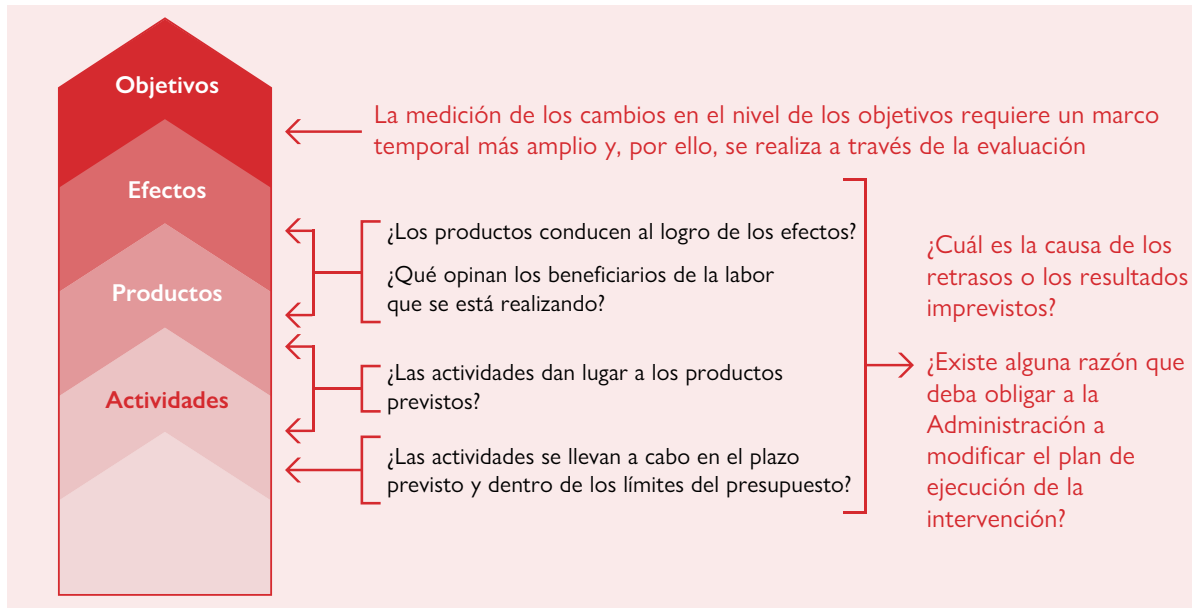 Objetivos
La medición de los cambios en el nivel de los objetivos requiere un marco
temporal más amplio y, por ello, se realiza a través de la evaluación
Efectos
¿Los productos conducen al logro de los efectos?
¿Qué opinan los beneficiarios de la labor
que se está realizando?
Productos
¿Las actividades dan lugar a los productos
previstos?
Actividades
¿Las actividades se llevan a cabo en el plazo
previsto y dentro de los límites del presupuesto?
¿Cuál es la causa de los
retrasos o los resultados
imprevistos?
¿Existe alguna razón que
deba obligar a la
Administración a
modificar el plan de
ejecución de la
intervención?